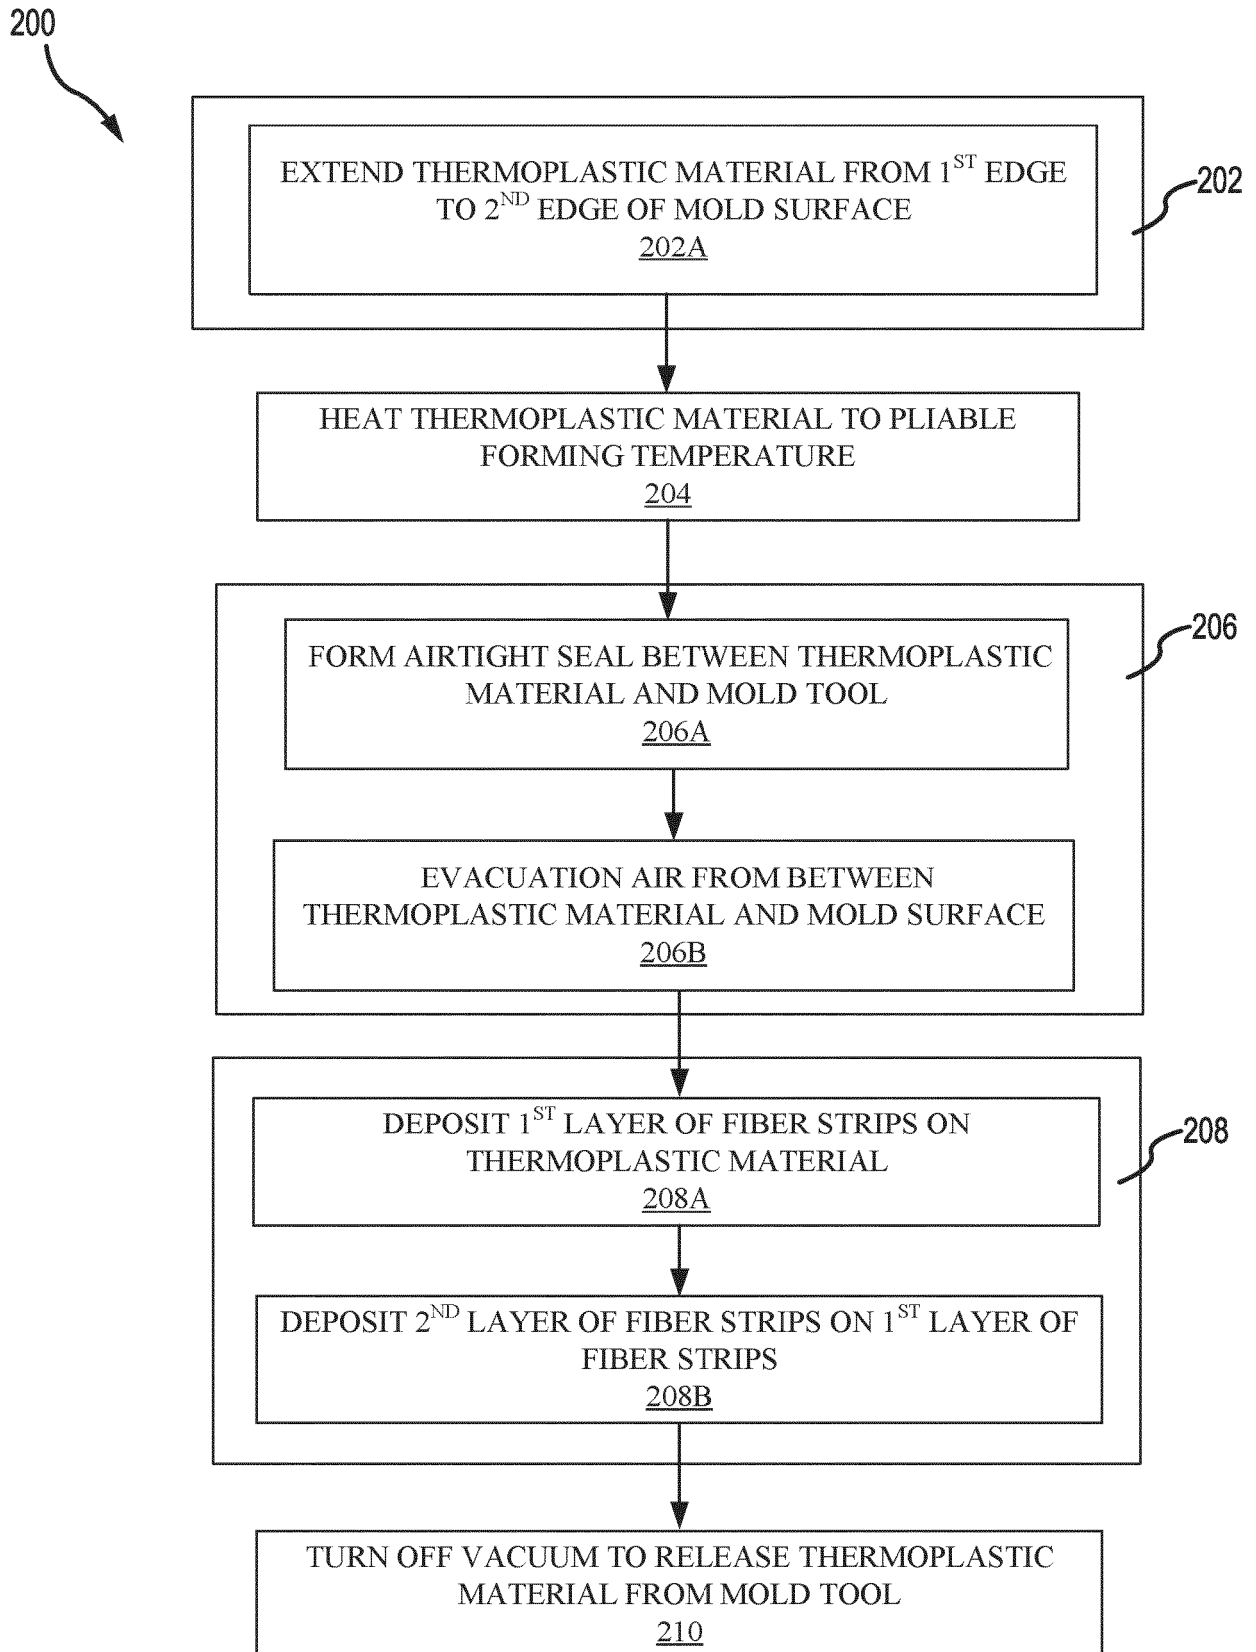 200
EXTEND THERMOPLASTIC MATERIAL FROM 1ST EDGE
TO 2ND EDGE OF MOLD SURFACE
202A
202
HEAT THERMOPLASTIC MATERIAL TO PLIABLE
FORMING TEMPERATURE
204
206
FORM AIRTIGHT SEAL BETWEEN THERMOPLASTIC
MATERIAL AND MOLD TOOL
206A
EVACUATION AIR FROM BETWEEN
THERMOPLASTIC MATERIAL AND MOLD SURFACE
206B
DEPOSIT 1ST LAYER OF FIBER STRIPS ON
THERMOPLASTIC MATERIAL
208A
208
DEPOSIT 2ND LAYER OF FIBER STRIPS ON 1ST LAYER OF
FIBER STRIPS
208B
TURN OFF VACUUM TO RELEASE THERMOPLASTIC
MATERIAL FROM MOLD TOOL
210